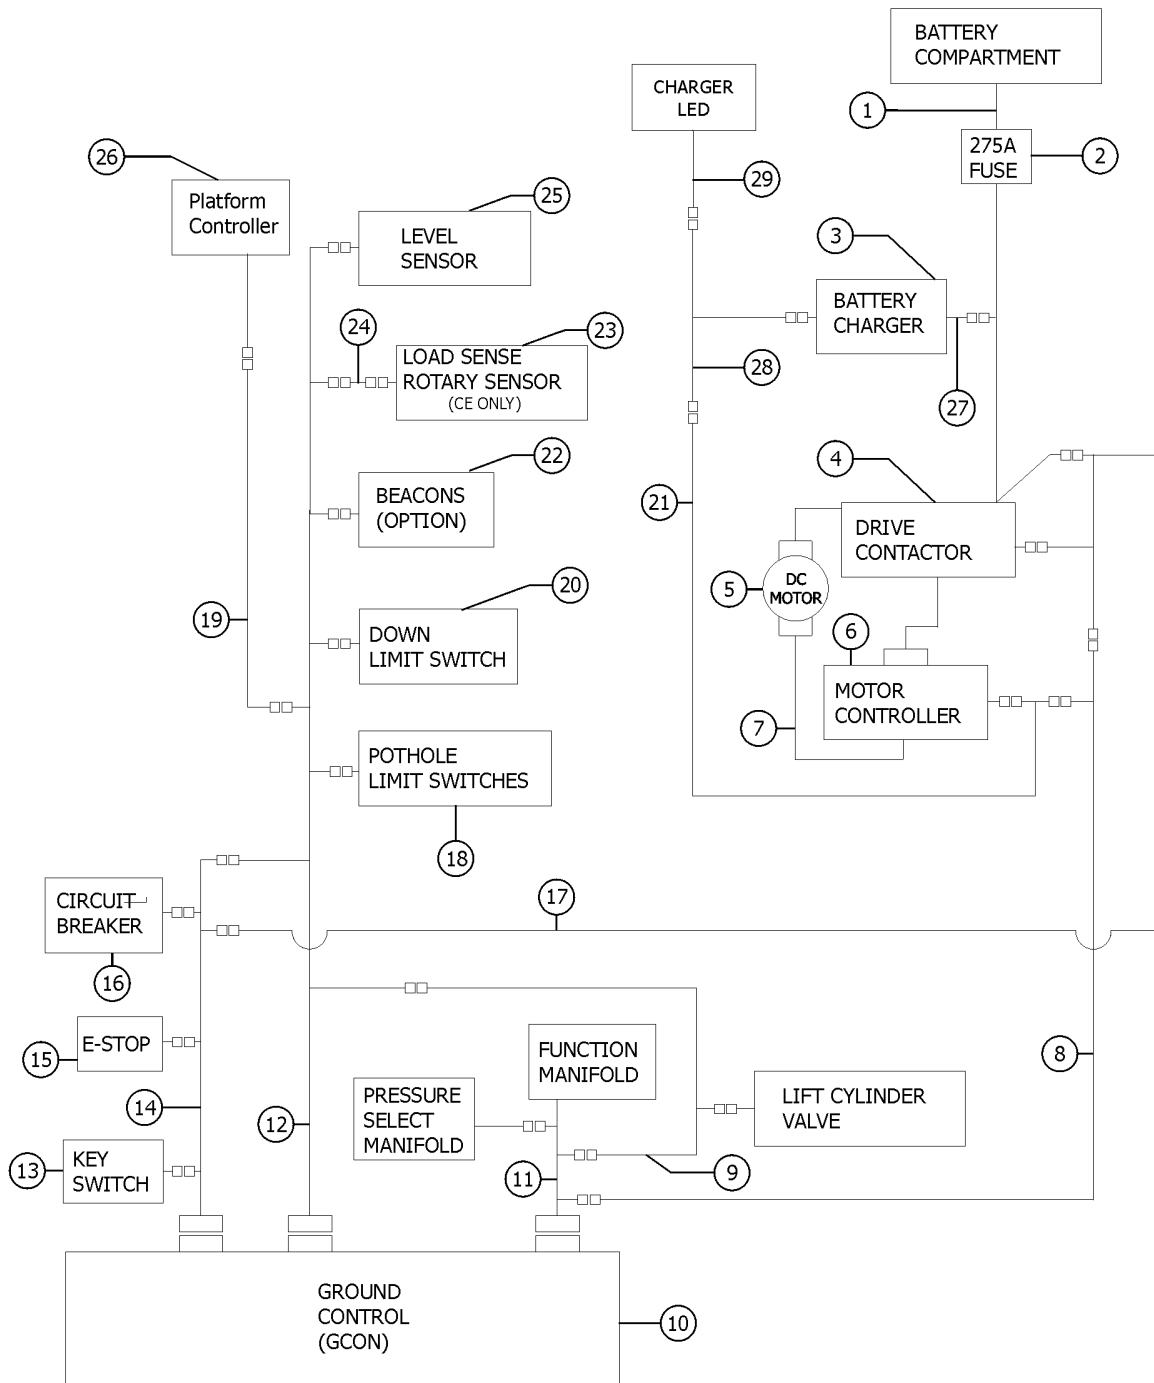 BATTERY
COMPARTMENT
CHARGER
LED
1
275A
FUSE
2
26
29
25
Platform
Controller
LEVEL
SENSOR
3
BATTERY
CHARGER
24
23
LOAD SENSE
ROTARY SENSOR
(CE ONLY)
28
27
22
4
BEACONS
(OPTION)
21
DRIVE
CONTACTOR
20
5
DC
MOTOR
19
DOWN
LIMIT SWITCH
6
MOTOR
CONTROLLER
7
POTHOLE
LIMIT SWITCHES
18
CIRCUIT
BREAKER
17
16
E-STOP
15
FUNCTION
MANIFOLD
8
14
12
PRESSURE
SELECT
MANIFOLD
LIFT CYLINDER
VALVE
13
KEY
SWITCH
11
9
GROUND
CONTROL
(GCON)
10